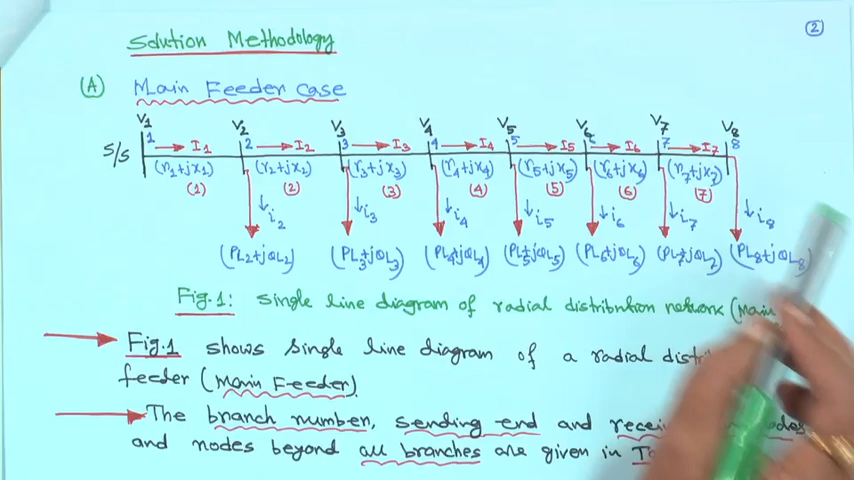 2
Solution Methodology
(A) Main Feeder Case
V1 V2 V3 V4 V5 V6 V7 V8
S/S 1 I1 2 I2 3 I3 4 I4 5 I5 6 I6 7 I7 8
(r1+jx1) (r2+jx2) (r3+jx3) (r4+jx4) (r5+jx5) (r6+jx6) (r7+jx7)
(1) (2) (3) (4) (5) (6) (7)
i2 i3 i4 i5 i6 i7 i8
(PL2+jQL2) (PL3+jQL3) (PL4+jQL4) (PL5+jQL5) (PL6+jQL6) (PL7+jQL7) (PL8+jQL8)
Fig.1: Single line diagram of radial distribution network (Main
Fig.1 shows single line diagram of a radial
feeder (Main Feeder).
The branch number, sending end and
and nodes beyond all branches are given in